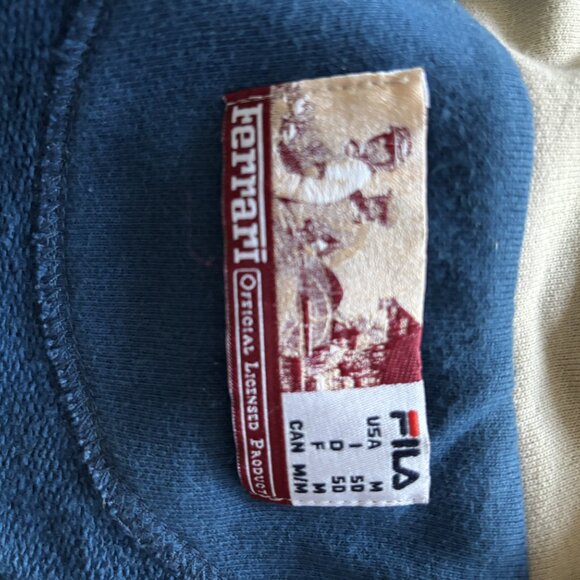 FILA
USA M
I 50
D 50
F M
CAN M/M
Ferrari OFFICIAL LICENSED PRODUCT